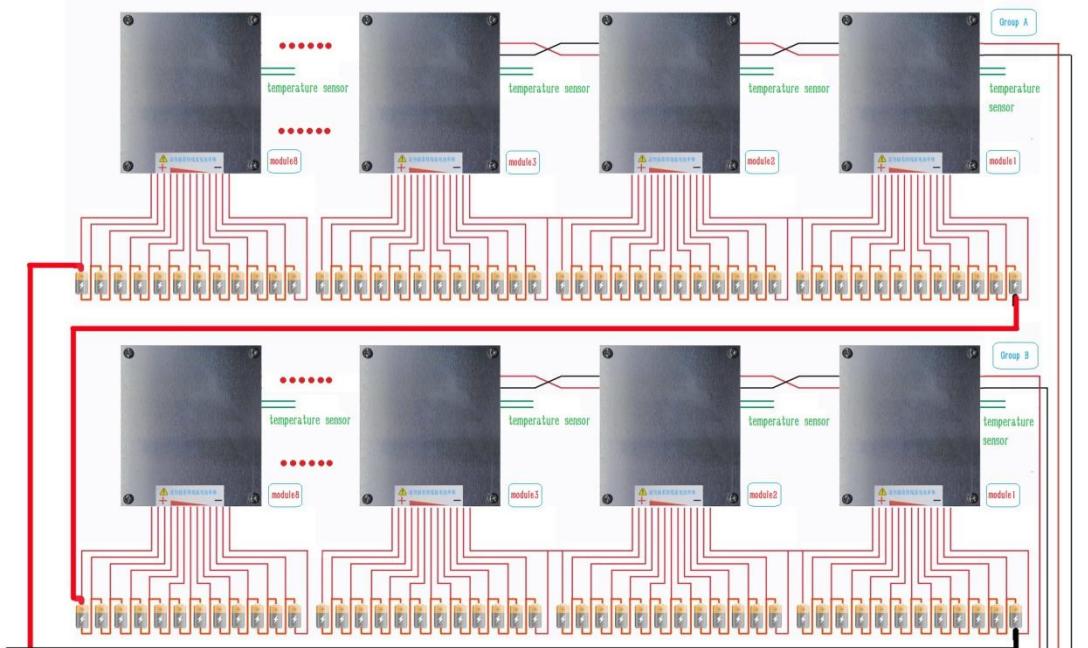 Group A
temperature sensor
temperature sensor
temperature sensor
temperature
sensor
module8
module3
module2
module1
+ −
+ −
+ −
+ −
Group B
temperature sensor
temperature sensor
temperature sensor
temperature
sensor
module8
module3
module2
module1
+ −
+ −
+ −
+ −